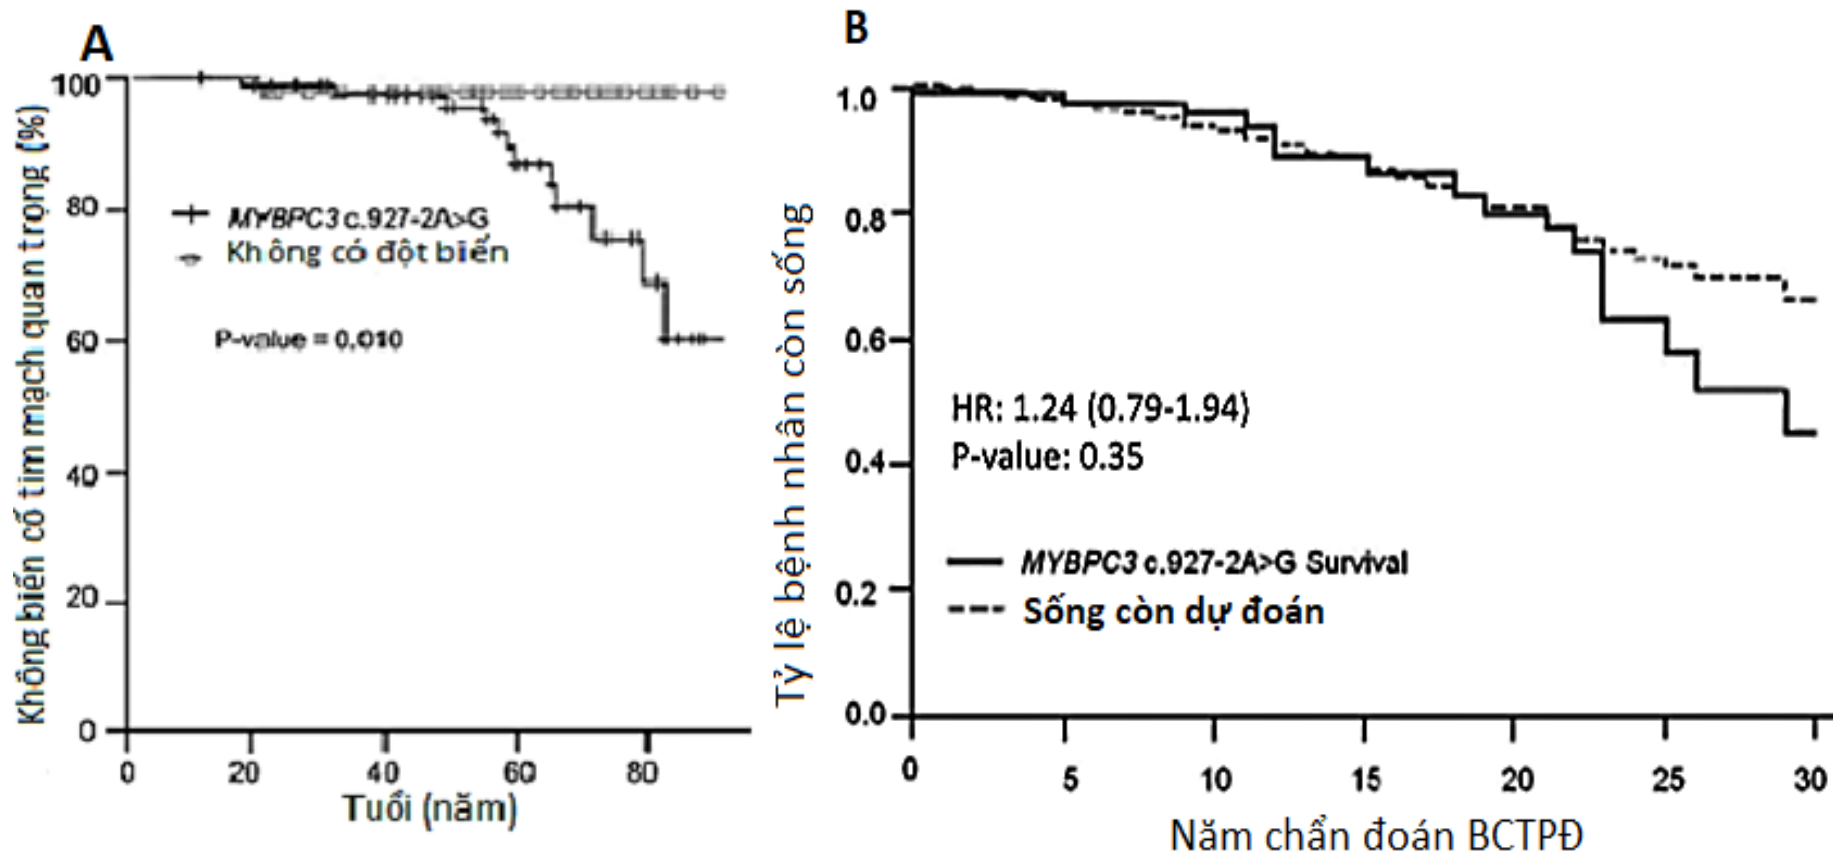 A
Không biến cố tim mạch quan trọng (%)
100
80
60
40
20
0
MYBPC3 c.927-2A>G
Không có đột biến
P-value = 0,010
0 20 40 60 80
Tuổi (năm)
B
Tỷ lệ bệnh nhân còn sống
1.0
0.8
0.6
0.4
0.2
0.0
HR: 1.24 (0.79-1.94)
P-value: 0.35
MYBPC3 c.927-2A>G Survival
Sống còn dự đoán
0 5 10 15 20 25 30
Năm chẩn đoán BCTPĐ